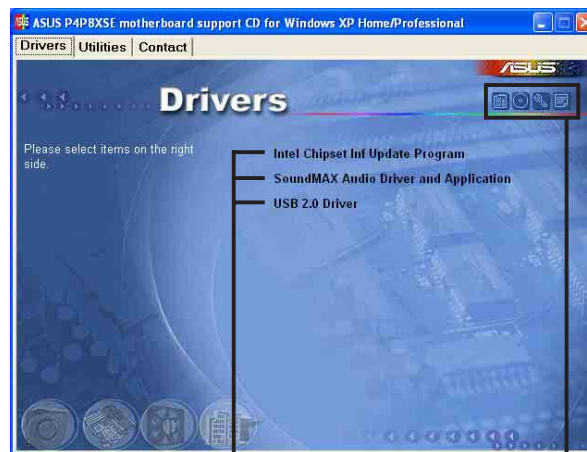 ASUS P4P8XSE motherboard support CD for Windows XP Home/Professional
Drivers Utilities Contact
ASUS
Drivers
Please select items on the right
side.
Intel Chipset Inf Update Program
SoundMAX Audio Driver and Application
USB 2.0 Driver